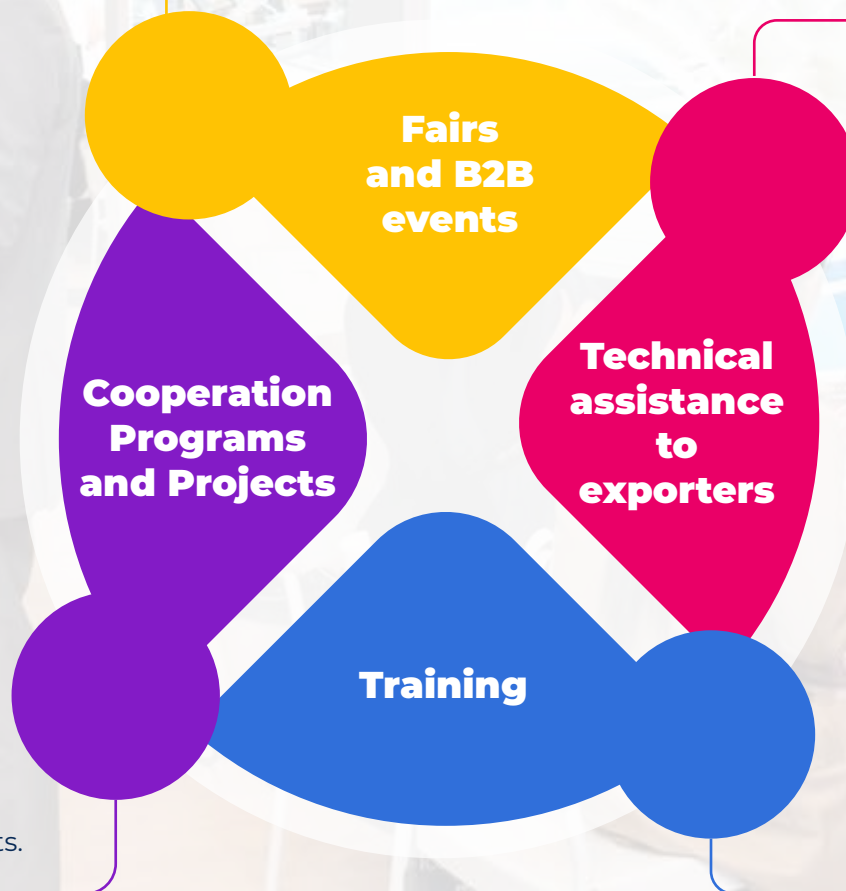 Fairs
and B2B
events
Technical
assistance
to
exporters
Cooperation
Programs
and Projects
Training